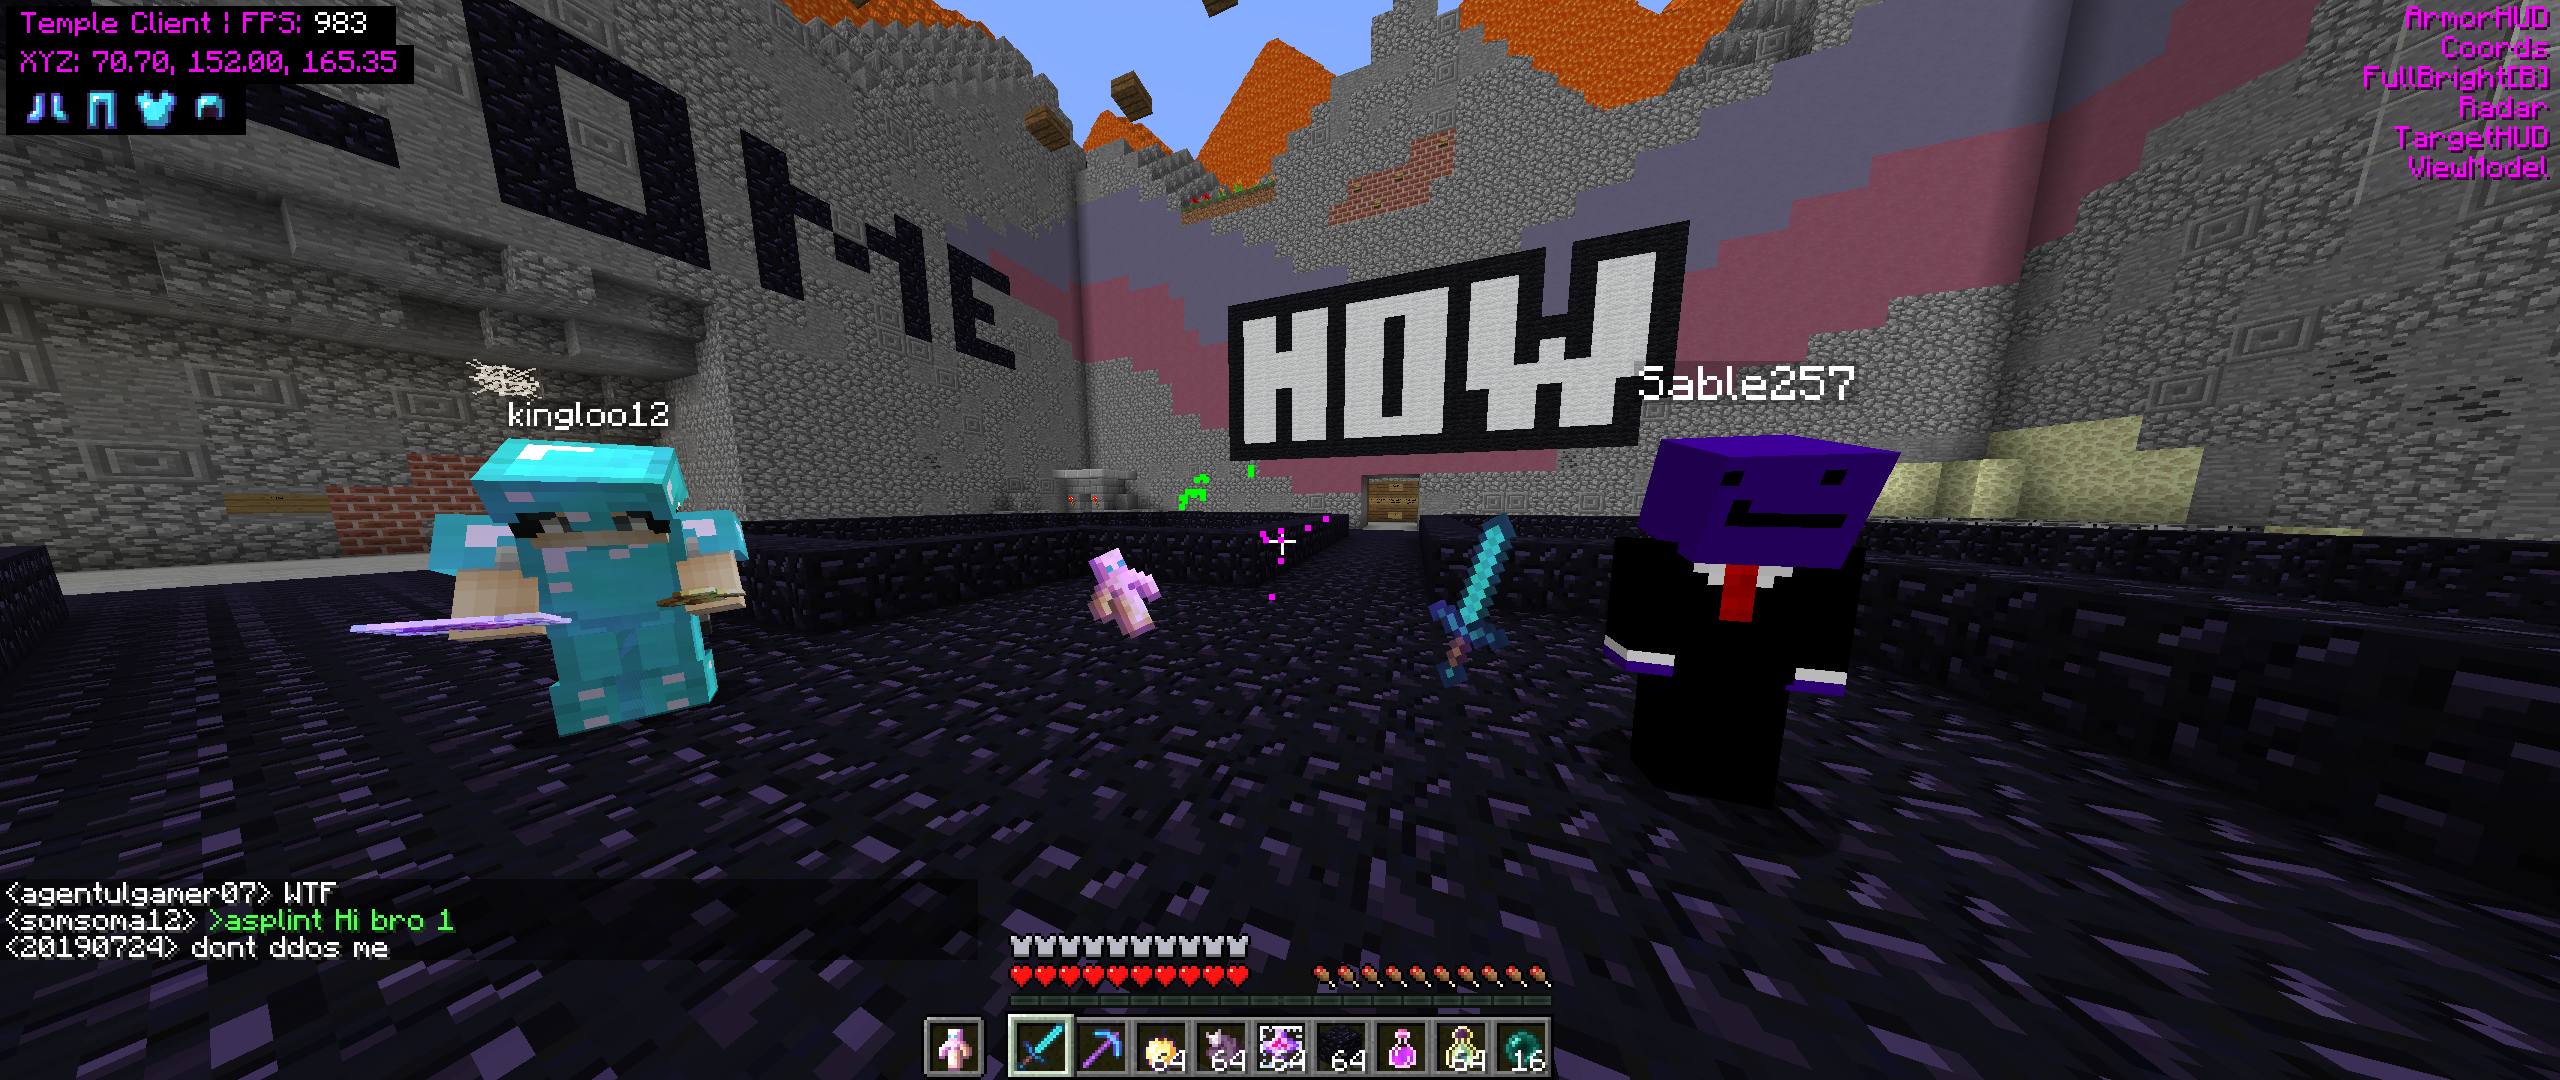 Temple Client | FPS: 983
XYZ: 70.70, 152.00, 165.35
ArmorHUD
Coords
FullBright[B]
Radar
TargetHUD
ViewModel
OME
HOW
kingloo12
Sable257
<agentulgamer07> WTF
<somsoma12> >asplint Hi bro 1
<20190724> dont ddos me
64
64
64
64
64
16